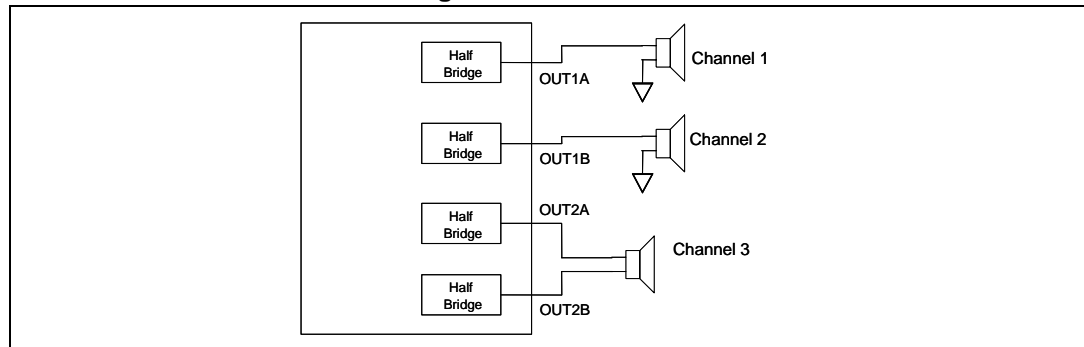 Half
Bridge
OUT1A
Channel 1
Half
Bridge
OUT1B
Channel 2
Half
Bridge
OUT2A
Channel 3
Half
Bridge
OUT2B